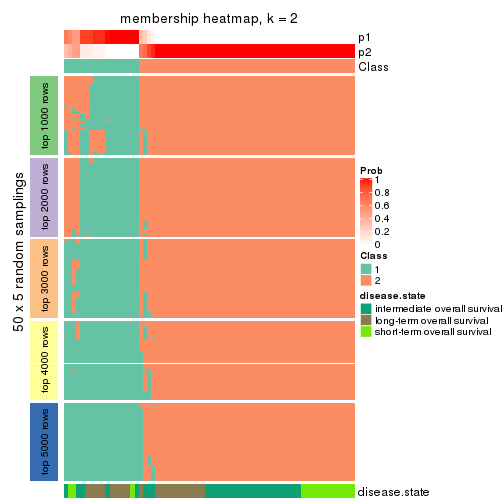 membership heatmap, k = 2
p1
p2
Class
50 x 5 random samplings
top 1000 rows
top 2000 rows
top 3000 rows
top 4000 rows
top 5000 rows
Prob
1
0.8
0.6
0.4
0.2
0
Class
1
2
disease.state
intermediate overall survival
long-term overall survival
short-term overall survival
disease.state